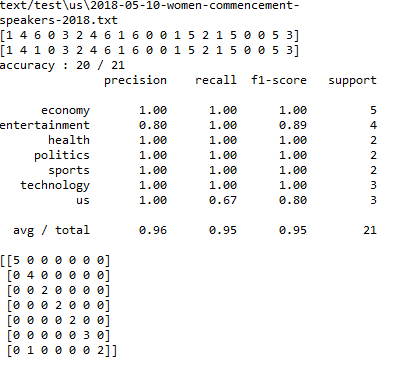 text/test\us\2018-05-10-women-commencement-
speakers-2018.txt
[1 4 6 0 3 2 4 6 1 6 0 0 1 5 2 1 5 0 0 5 3]
[1 4 1 0 3 2 4 6 1 6 0 0 1 5 2 1 5 0 0 5 3]
accuracy : 20 / 21
precision recall f1-score support
economy 1.00 1.00 1.00 5
entertainment 0.80 1.00 0.89 4
health 1.00 1.00 1.00 2
politics 1.00 1.00 1.00 2
sports 1.00 1.00 1.00 2
technology 1.00 1.00 1.00 3
us 1.00 0.67 0.80 3
avg / total 0.96 0.95 0.95 21
[[5 0 0 0 0 0 0]
[0 4 0 0 0 0 0]
[0 0 2 0 0 0 0]
[0 0 0 2 0 0 0]
[0 0 0 0 2 0 0]
[0 0 0 0 0 3 0]
[0 1 0 0 0 0 2]]